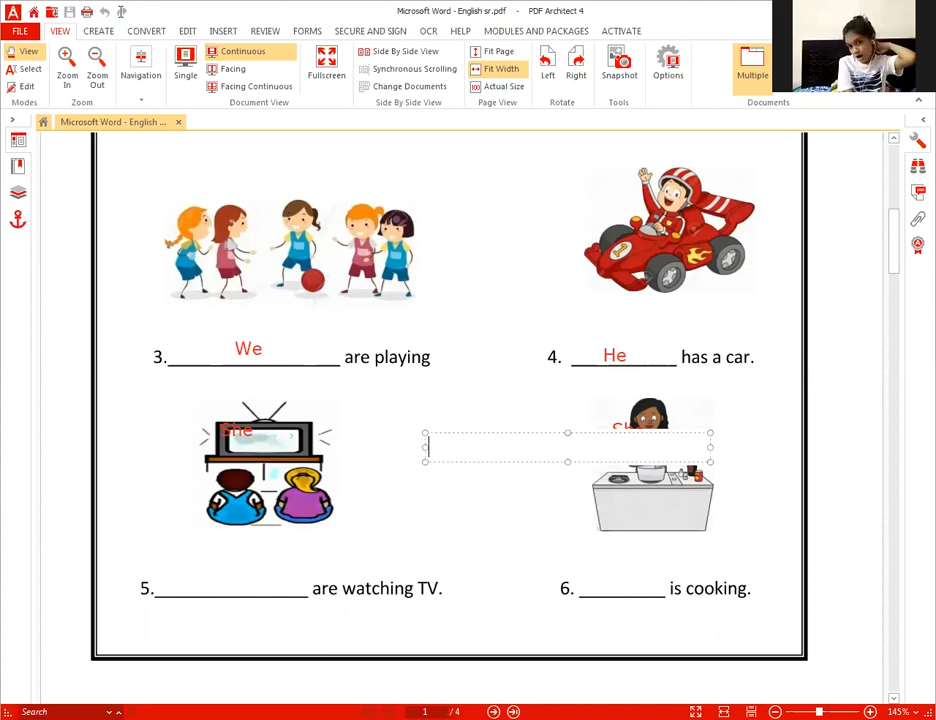 Microsoft Word - English sr.pdf - PDF Architect 4
FILE VIEW CREATE CONVERT EDIT INSERT REVIEW FORMS SECURE AND SIGN OCR HELP MODULES AND PACKAGES ACTIVATE
View
Select
Edit
Modes
Zoom In
Zoom Out
Zoom
Navigation
Single
Continuous
Facing
Facing Continuous
Document View
Fullscreen
Side By Side View
Synchronous Scrolling
Change Documents
Side By Side View
Fit Page
Fit Width
100 Actual Size
Page View
Left
Right
Rotate
Snapshot
Tools
Options
Multiple
Documents
Microsoft Word - English ...
1
3. We are playing
4. He has a car.
She
5. are watching TV.
6. is cooking.
Search
1 / 4
145%